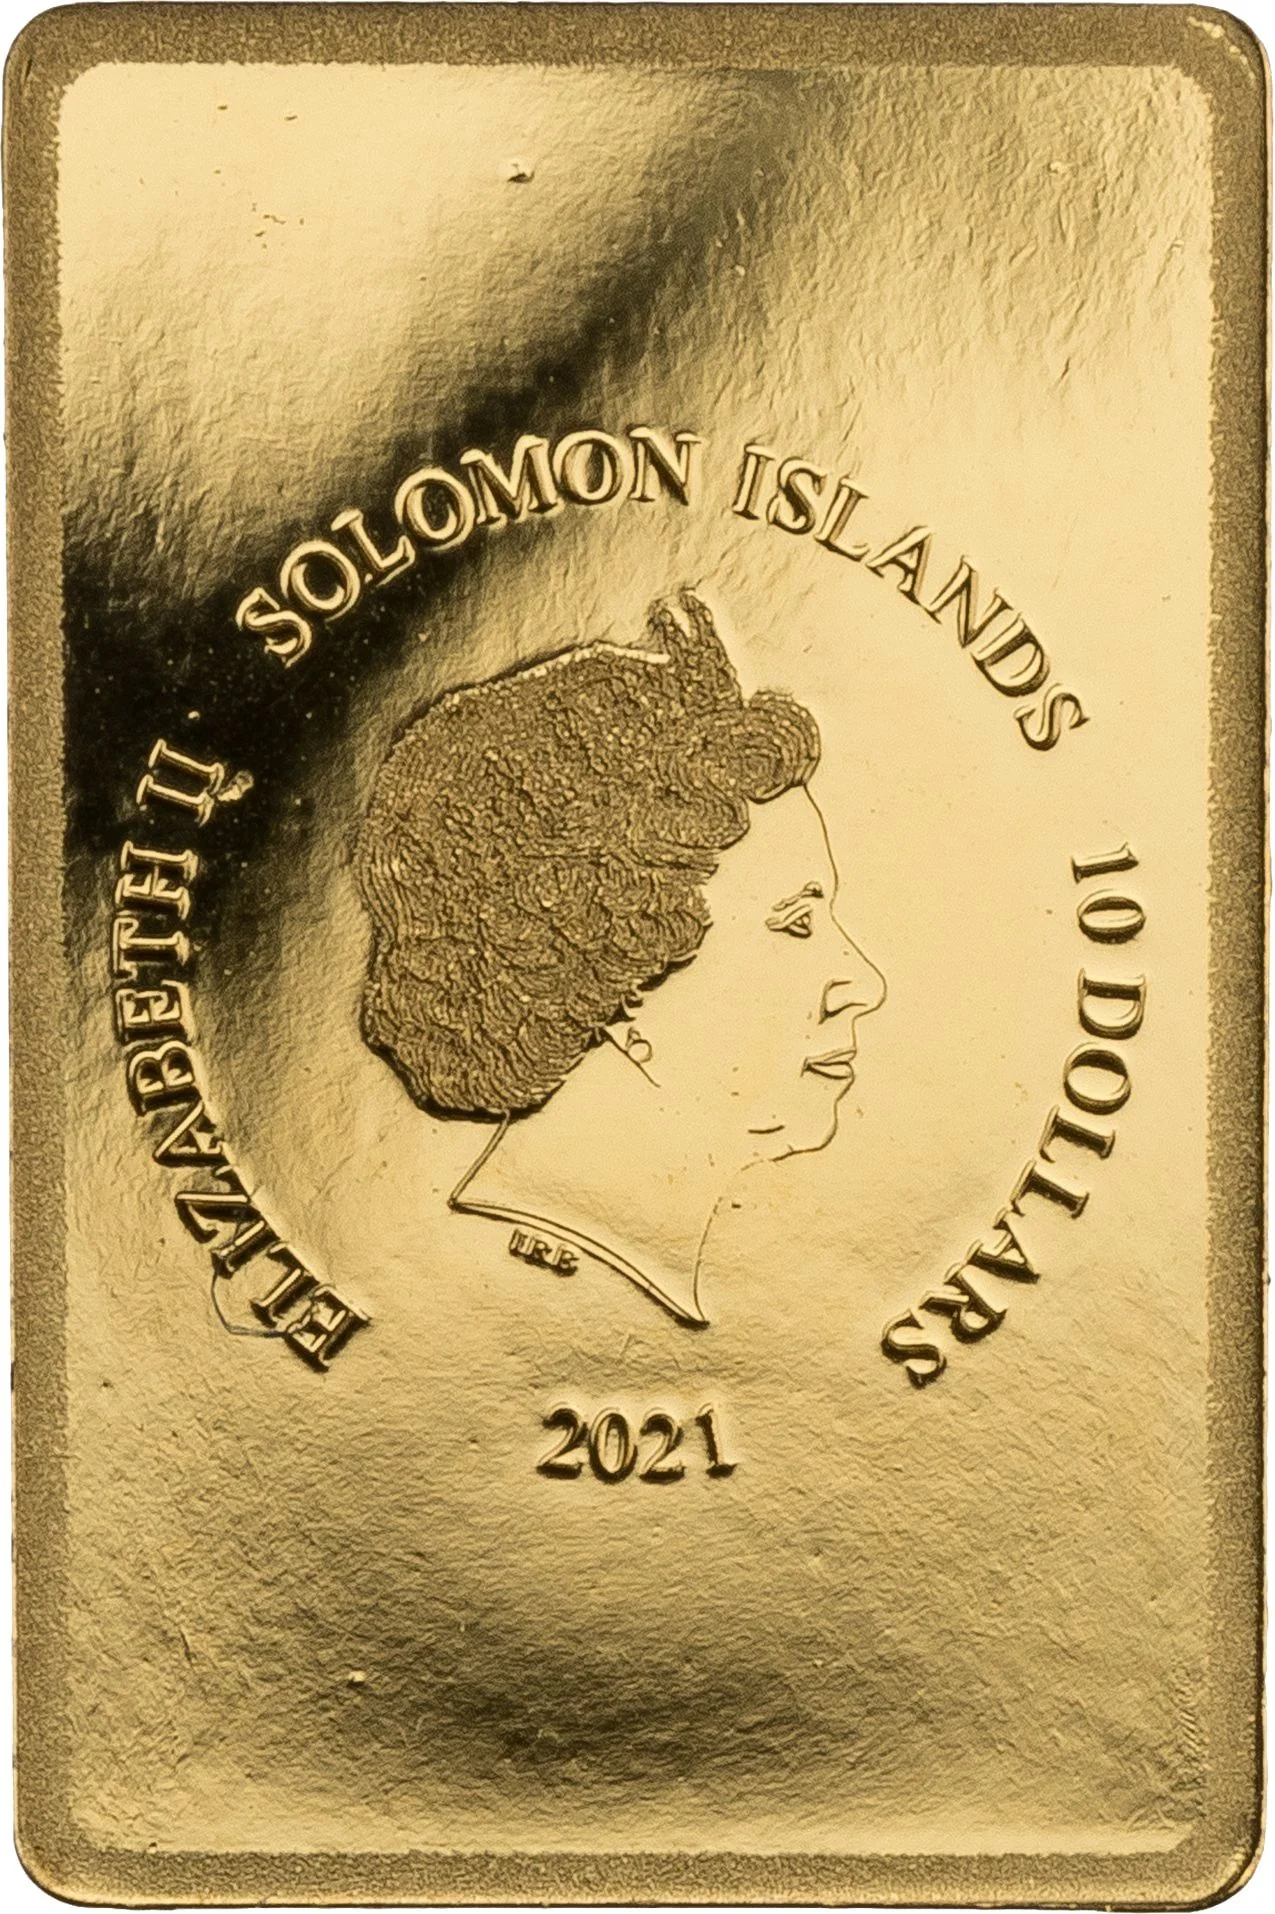 ELIZABETH II
SOLOMON ISLANDS
10 DOLLARS
IRB
2021